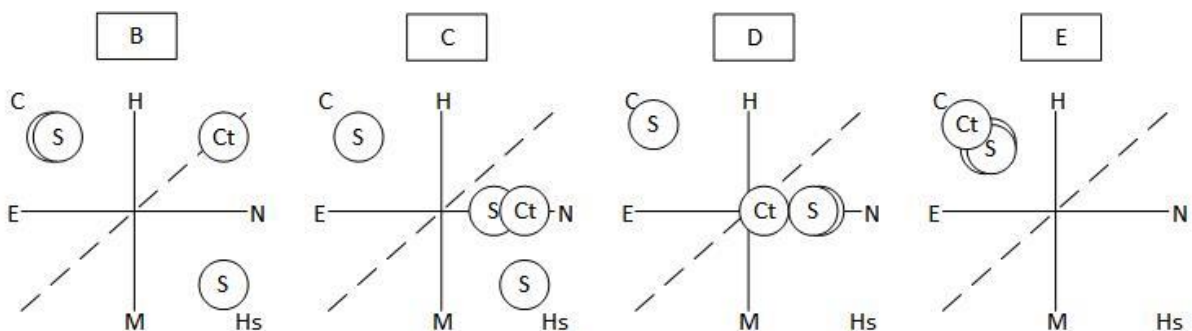 B C D E
C H C H C H C
S Ct S S Ct
S
E N E S Ct N E Ct S N E N
S S
M Hs M Hs M Hs M Hs